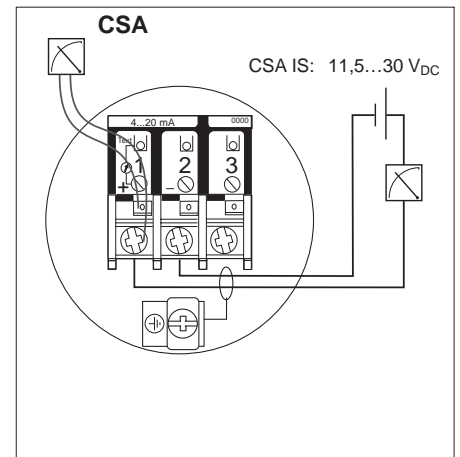 CSA
CSA IS: 11,5...30 VDC
4...20 mA 0000
Test
1 2 3
+ –